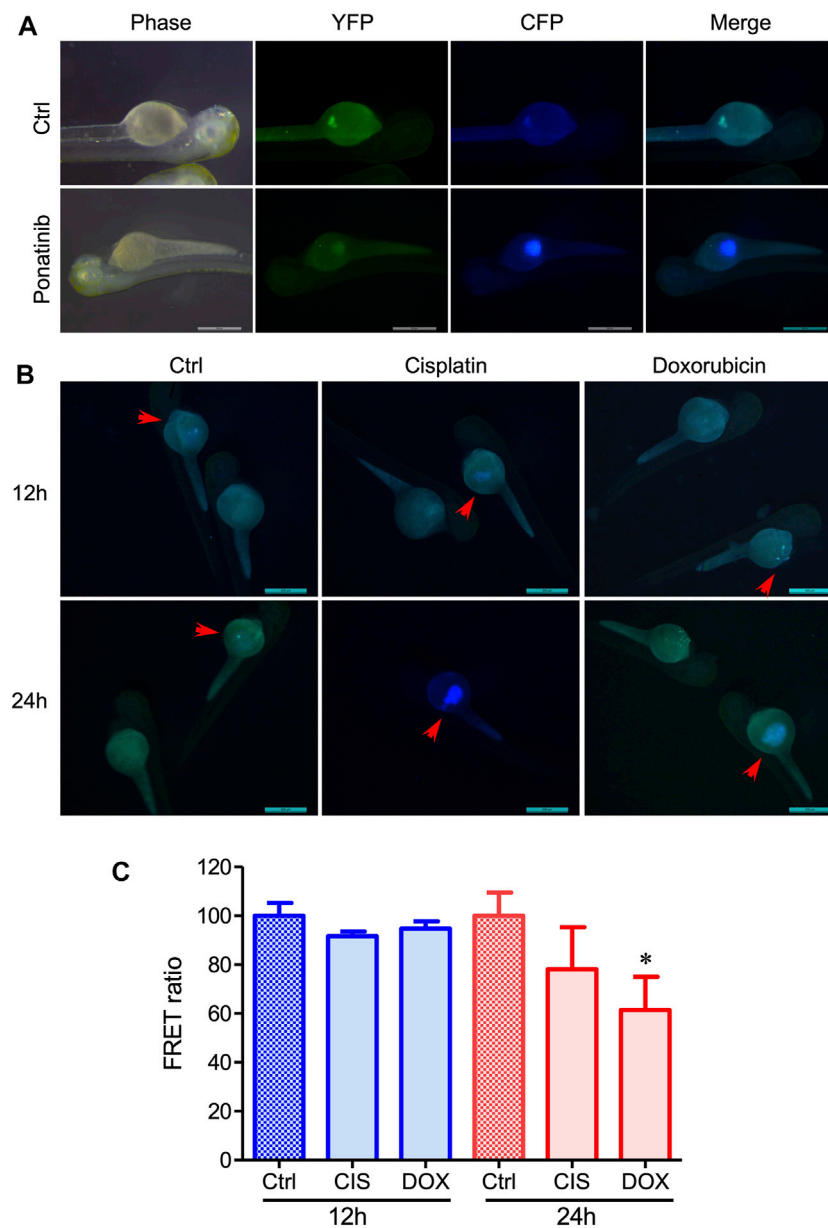 A
Phase YFP CFP Merge
Ctrl
Ponatinib
B
Ctrl Cisplatin Doxorubicin
12h
24h
C
FRET ratio
120
100
80
60
40
20
0
*
Ctrl CIS DOX Ctrl CIS DOX
12h 24h